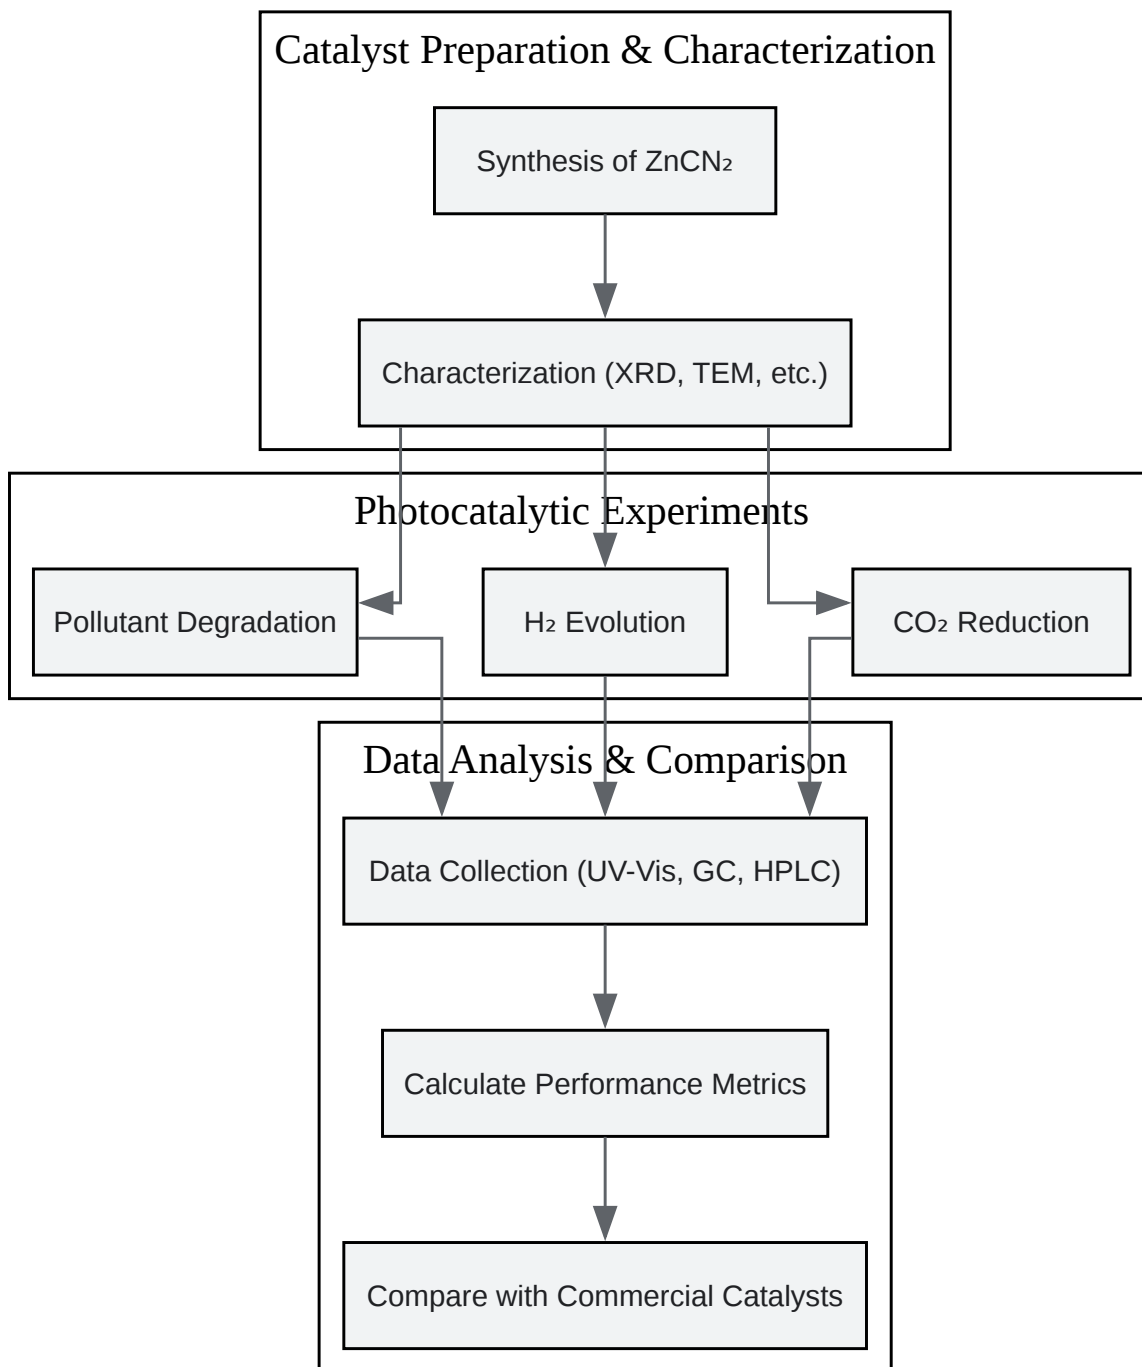 Catalyst Preparation & Characterization
Synthesis of ZnCN₂
Characterization (XRD, TEM, etc.)
Photocatalytic Experiments
Pollutant Degradation
H₂ Evolution
CO₂ Reduction
Data Analysis & Comparison
Data Collection (UV-Vis, GC, HPLC)
Calculate Performance Metrics
Compare with Commercial Catalysts